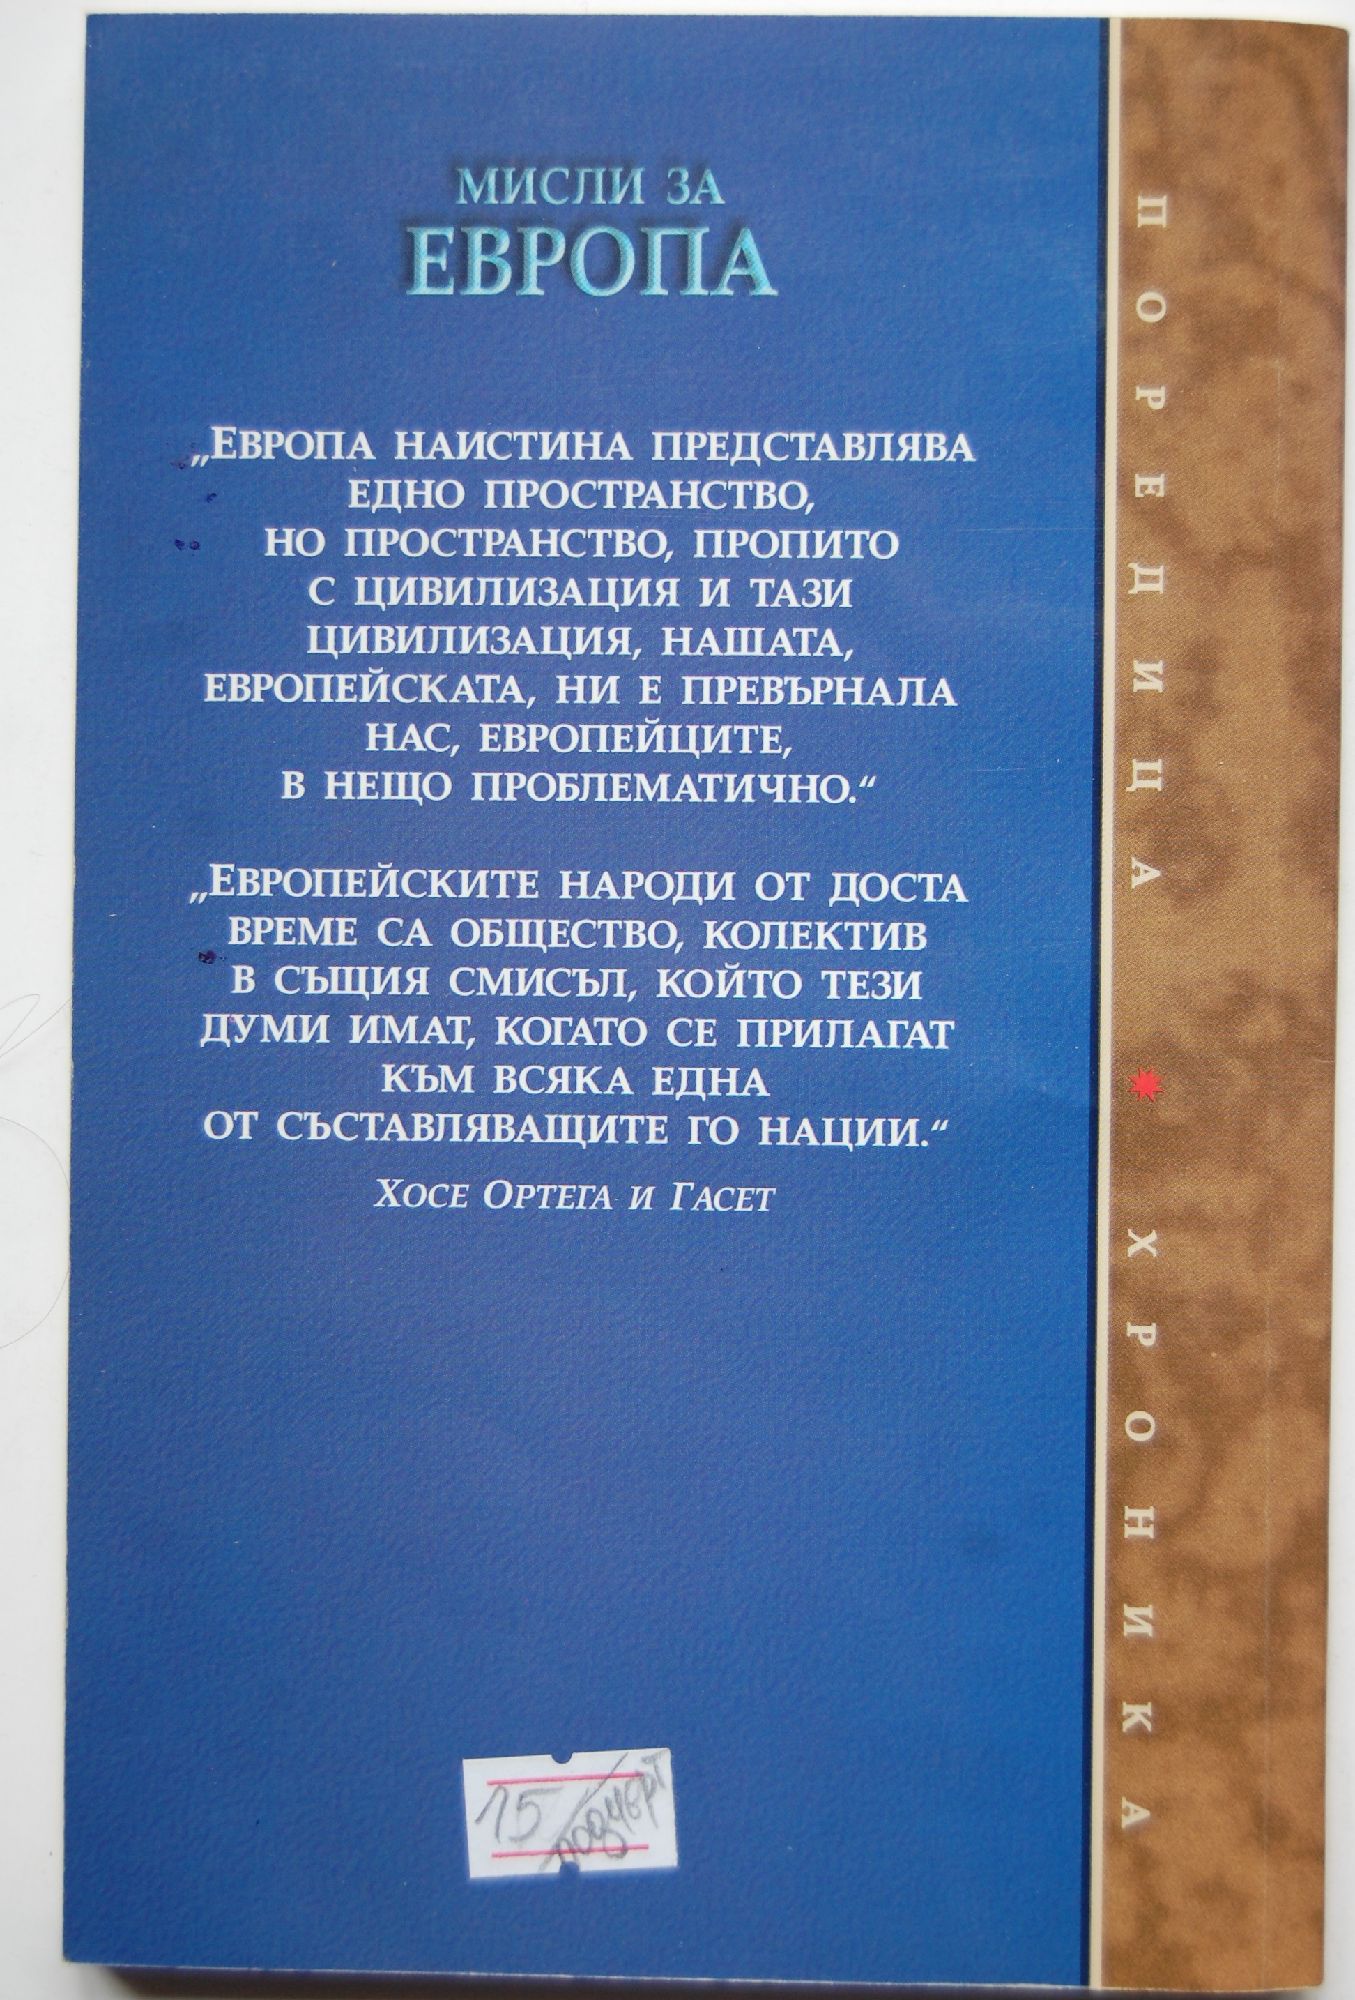 МИСЛИ ЗА
ЕВРОПА
„ЕВРОПА НАИСТИНА ПРЕДСТАВЛЯВА
ЕДНО ПРОСТРАНСТВО,
НО ПРОСТРАНСТВО, ПРОПИТО
С ЦИВИЛИЗАЦИЯ И ТАЗИ
ЦИВИЛИЗАЦИЯ, НАШАТА,
ЕВРОПЕЙСКАТА, НИ Е ПРЕВЪРНАЛА
НАС, ЕВРОПЕЙЦИТЕ,
В НЕЩО ПРОБЛЕМАТИЧНО.“
„ЕВРОПЕЙСКИТЕ НАРОДИ ОТ ДОСТА
ВРЕМЕ СА ОБЩЕСТВО, КОЛЕКТИВ
В СЪЩИЯ СМИСЪЛ, КОЙТО ТЕЗИ
ДУМИ ИМАТ, КОГАТО СЕ ПРИЛАГАТ
КЪМ ВСЯКА ЕДНА
ОТ СЪСТАВЛЯВАЩИТЕ ГО НАЦИИ.“
ХОСЕ ОРТЕГА И ГАСЕТ
15 подчерт
ПОРЕДИЦА ХРОНИКА